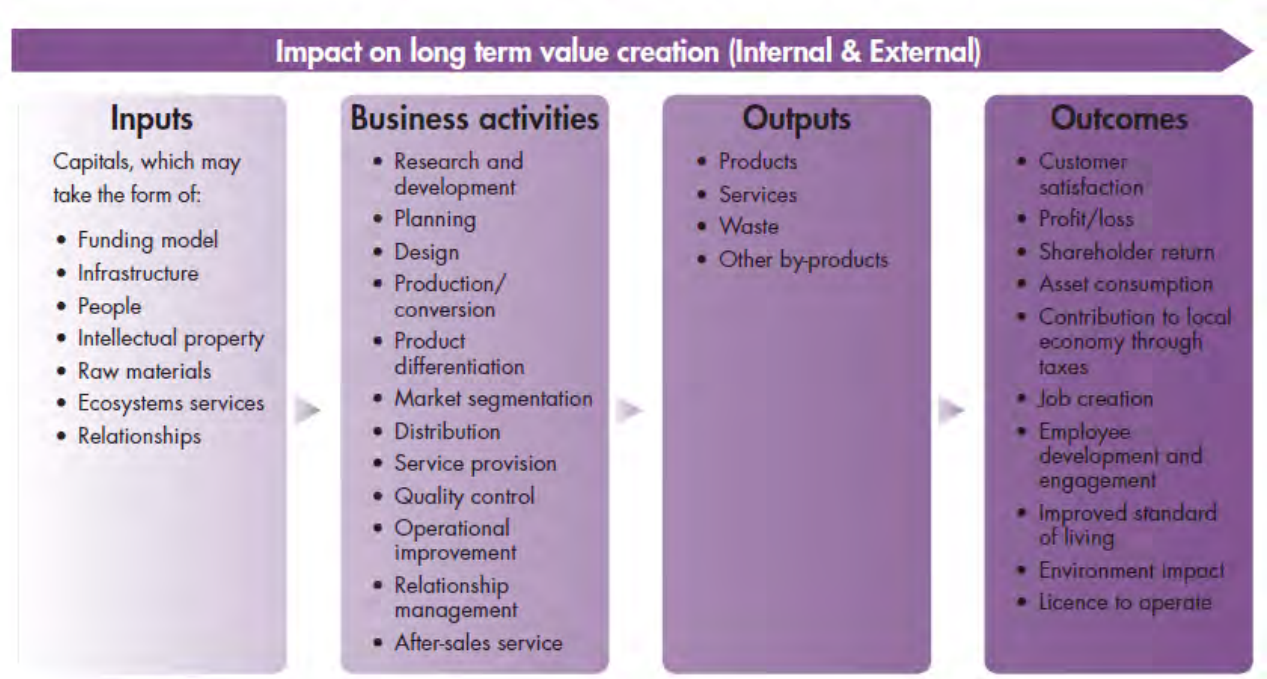 Impact on long term value creation (Internal & External)
Inputs
Capitals, which may
take the form of:
• Funding model
• Infrastructure
• People
• Intellectual property
• Raw materials
• Ecosystems services
• Relationships
Business activities
• Research and
development
• Planning
• Design
• Production/
conversion
• Product
differentiation
• Market segmentation
• Distribution
• Service provision
• Quality control
• Operational
improvement
• Relationship
management
• After-sales service
Outputs
• Products
• Services
• Waste
• Other by-products
Outcomes
• Customer
satisfaction
• Profit/loss
• Shareholder return
• Asset consumption
• Contribution to local
economy through
taxes
• Job creation
• Employee
development and
engagement
• Improved standard
of living
• Environment impact
• Licence to operate